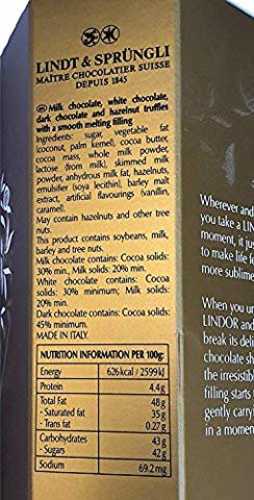 LINDT & SPRÜNGLI
MAÎTRE CHOCOLATIER SUISSE
DEPUIS 1845
Milk chocolate, white chocolate,
dark chocolate and hazelnut truffles
with a smooth melting filling
Ingredients: sugar, vegetable fat
(coconut, palm kernel), cocoa butter,
cocoa mass, whole milk powder,
lactose (from milk), skimmed milk
powder, anhydrous milk fat, hazelnuts,
emulsifier (soya lecithin), barley malt
extract, artificial flavourings (vanillin,
caramel).
May contain hazelnuts and other tree
nuts.
This product contains soybeans, milk,
barley and tree nuts.
Milk chocolate contains: Cocoa solids:
30% min., Milk solids: 20% min.
White chocolate contains: Cocoa
solids: 30% minimum; Milk solids:
20% min.
Dark chocolate contains: Cocoa solids:
45% minimum.
MADE IN ITALY.
NUTRITION INFORMATION PER 100g:
Energy 626kcal / 2599kJ
Protein 4.4g
Total Fat 48g
- Saturated fat 35g
- Trans fat 0.27g
Carbohydrates 43g
- Sugars 42g
Sodium 69.2mg
Wherever and
you take a LIN
moment, it jus
to make life f
more sublime
When you un
LINDOR and
break its deli
chocolate sh
the irresistibl
filling starts t
gently carryi
in a momen